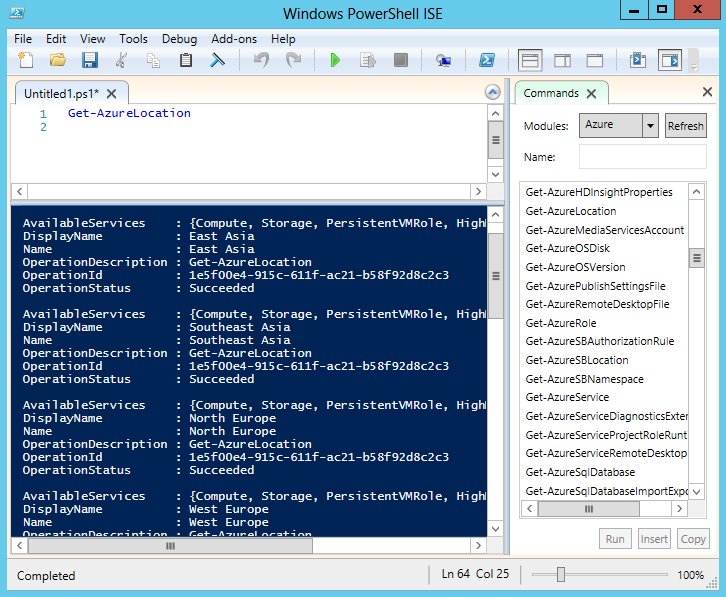 Windows PowerShell ISE
File Edit View Tools Debug Add-ons Help
Untitled1.ps1*
1 Get-AzureLocation
2
AvailableServices : {Compute, Storage, PersistentVMRole, High
DisplayName : East Asia
Name : East Asia
OperationDescription : Get-AzureLocation
OperationId : 1e5f00e4-915c-611f-ac21-b58f92d8c2c3
OperationStatus : Succeeded
AvailableServices : {Compute, Storage, PersistentVMRole, High
DisplayName : Southeast Asia
Name : Southeast Asia
OperationDescription : Get-AzureLocation
OperationId : 1e5f00e4-915c-611f-ac21-b58f92d8c2c3
OperationStatus : Succeeded
AvailableServices : {Compute, Storage, PersistentVMRole, High
DisplayName : North Europe
Name : North Europe
OperationDescription : Get-AzureLocation
OperationId : 1e5f00e4-915c-611f-ac21-b58f92d8c2c3
OperationStatus : Succeeded
AvailableServices : {Compute, Storage, PersistentVMRole, High
DisplayName : West Europe
Name : West Europe
OperationDescription : Get-AzureLocation
Commands
Modules: Azure Refresh
Name:
Get-AzureHDInsightProperties
Get-AzureLocation
Get-AzureMediaServicesAccount
Get-AzureOSDisk
Get-AzureOSVersion
Get-AzurePublishSettingsFile
Get-AzureRemoteDesktopFile
Get-AzureRole
Get-AzureSBAuthorizationRule
Get-AzureSBLocation
Get-AzureSBNamespace
Get-AzureService
Get-AzureServiceDiagnosticsExter
Get-AzureServiceProjectRoleRunt
Get-AzureServiceRemoteDesktop
Get-AzureSqlDatabase
Get-AzureSqlDatabaseImportExpo
Run Insert Copy
Completed
Ln 64 Col 25
100%